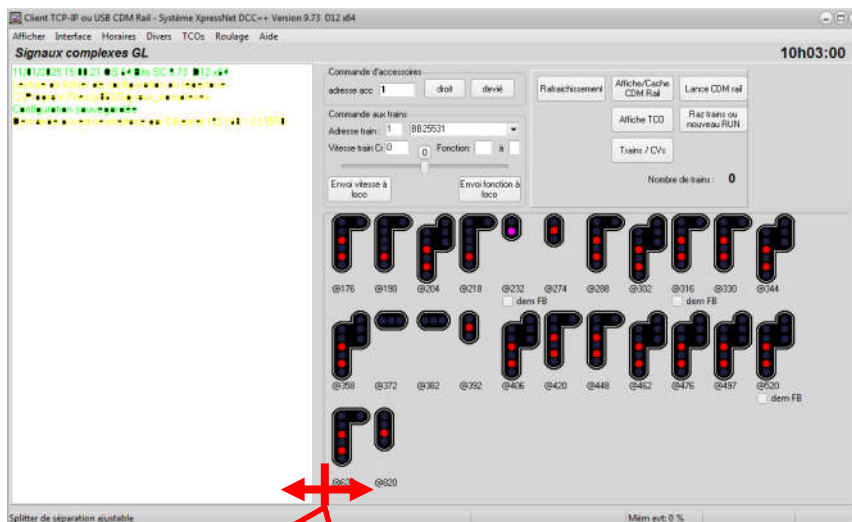 Client TCP-IP ou USB CDM Rail - Système XpressNet DCC++ Version 9.73 012 x64
Afficher Interface Horaires Divers TCOs Roulage Aide
Signaux complexes GL
10h03:00
Configuration sauvegardée
Commande d'accessoires
adresse acc 1 droit dévié
Commande aux trains
Adresse train : 1 BB25531
Vitesse train Cr 0 0 Fonction: à
Envoi vitesse à loco
Envoi fonction à loco
Rafraichissement
Affiche/Cache CDM Rail
Lance CDM rail
Affiche TCO
Raz trains ou nouveau RUN
Trains / CVs
Nombre de trains : 0
@176 @190 @204 @218 @232 @274 @288 @302 @316 @330 @344
dem FB dem FB
@358 @372 @382 @392 @406 @420 @448 @462 @476 @497 @520
dem FB
@820
Splitter de séparation ajustable
Mém evt: 0 %